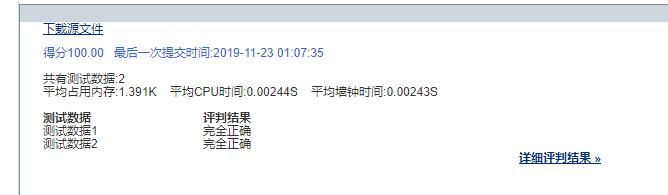 下载源文件
得分100.00 最后一次提交时间:2019-11-23 01:07:35
共有测试数据:2
平均占用内存:1.391K 平均CPU时间:0.00244S 平均墙钟时间:0.00243S
测试数据 评判结果
测试数据1 完全正确
测试数据2 完全正确
详细评判结果 »